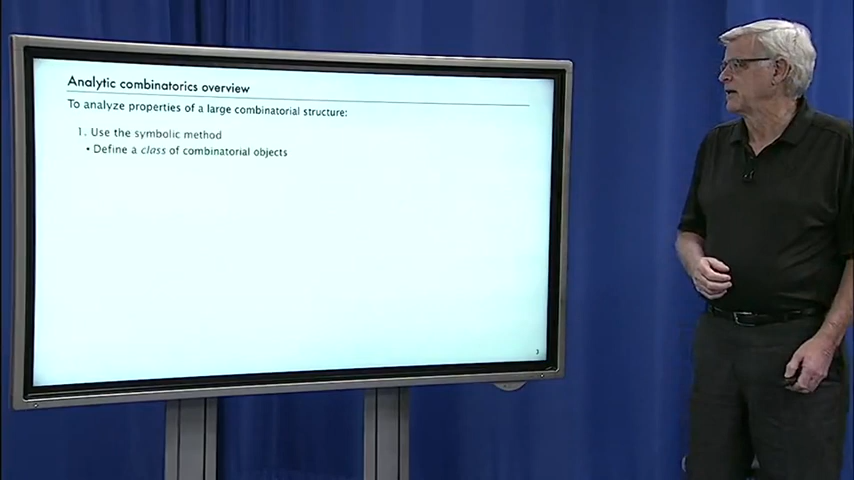 Analytic combinatorics overview
To analyze properties of a large combinatorial structure:
1. Use the symbolic method
• Define a class of combinatorial objects
3